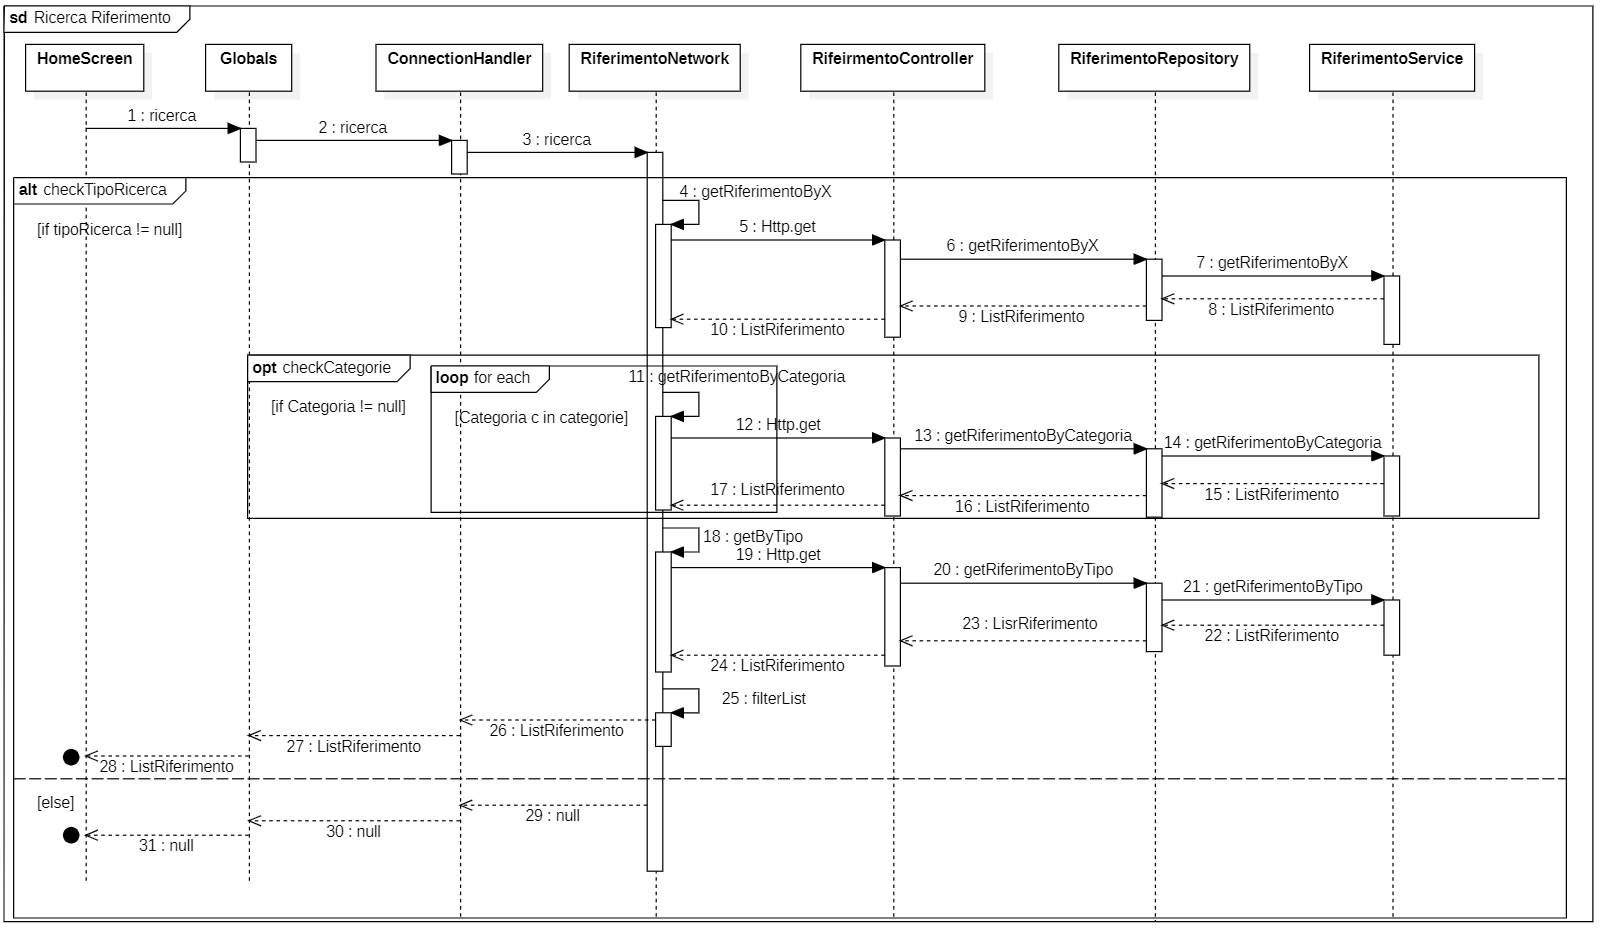 sd Ricerca Riferimento
HomeScreen
Globals
ConnectionHandler
RiferimentoNetwork
RifeirmentoController
RiferimentoRepository
RiferimentoService
1 : ricerca
2 : ricerca
3 : ricerca
alt checkTipoRicerca
[if tipoRicerca != null]
4 : getRiferimentoByX
5 : Http.get
6 : getRiferimentoByX
7 : getRiferimentoByX
8 : ListRiferimento
9 : ListRiferimento
10 : ListRiferimento
opt checkCategorie
[if Categoria != null]
loop for each
[Categoria c in categorie]
11 : getRiferimentoByCategoria
12 : Http.get
13 : getRiferimentoByCategoria
14 : getRiferimentoByCategoria
15 : ListRiferimento
16 : ListRiferimento
17 : ListRiferimento
18 : getByTipo
19 : Http.get
20 : getRiferimentoByTipo
21 : getRiferimentoByTipo
22 : ListRiferimento
23 : LisrRiferimento
24 : ListRiferimento
25 : filterList
26 : ListRiferimento
27 : ListRiferimento
28 : ListRiferimento
[else]
29 : null
30 : null
31 : null